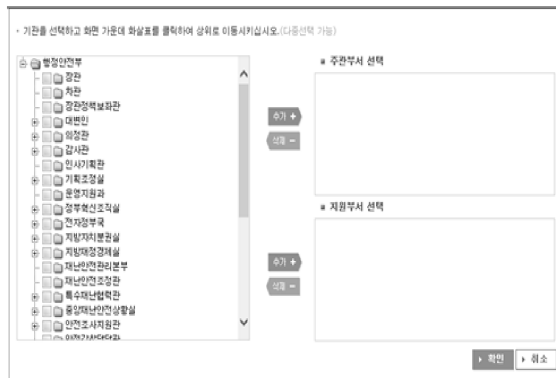 · 기관를 선택하고 화면 가운데 화살표를 클릭하여 상위로 이동시키십시오.(다중선택 가능)
행정안전부
장관
차관
장관정책보좌관
대변인
의정관
감사관
인사기획관
기획조정실
운영지원과
정부혁신조직실
전자정부국
지방자치분권실
지방재정경제실
재난안전관리본부
재난안전조정관
특수재난협력관
중앙재난안전상황실
안전조사지원관
주관부서 선택
추가 +
삭제 -
지원부서 선택
추가 +
삭제 -
확인
취소